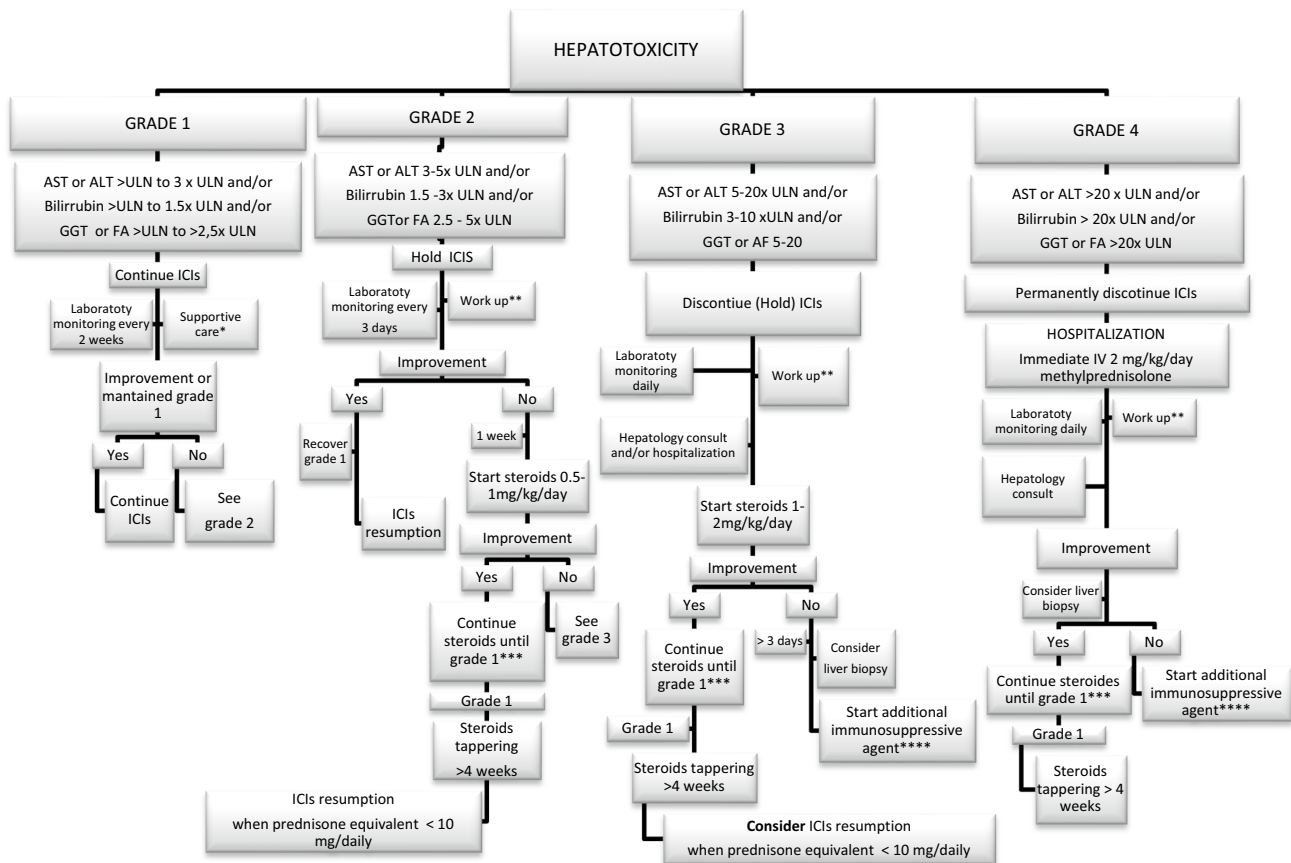 HEPATOTOXICITY
GRADE 1
AST or ALT >ULN to 3 x ULN and/or
Bilirrubin >ULN to 1.5x ULN and/or
GGT or FA >ULN to >2,5x ULN
Continue ICIs
Laboratoty
monitoring every
2 weeks
Supportive
care*
Improvement or
mantained grade
1
Yes
No
Continue
ICIs
See
grade 2
GRADE 2
AST or ALT 3-5x ULN and/or
Bilirrubin 1.5 -3x ULN and/or
GGTor FA 2.5 - 5x ULN
Hold ICIS
Laboratoty
monitoring every
3 days
Work up**
Improvement
Yes
No
Recover
grade 1
ICIs
resumption
1 week
Start steroids 0.5-
1mg/kg/day
Improvement
Yes
No
Continue
steroids until
grade 1***
See
grade 3
Grade 1
Steroids
tappering
>4 weeks
ICIs resumption
when prednisone equivalent < 10
mg/daily
GRADE 3
AST or ALT 5-20x ULN and/or
Bilirrubin 3-10 xULN and/or
GGT or AF 5-20
Discontiue (Hold) ICIs
Laboratoty
monitoring
daily
Work up**
Hepatology consult
and/or hospitalization
Start steroids 1-
2mg/kg/day
Improvement
Yes
No
Continue
steroids until
grade 1***
> 3 days
Consider
liver biopsy
Start additional
immunosuppressive
agent****
Grade 1
Steroids tappering
>4 weeks
Consider ICIs resumption
when prednisone equivalent < 10 mg/daily
GRADE 4
AST or ALT >20 x ULN and/or
Bilirrubin > 20x ULN and/or
GGT or FA >20x ULN
Permanently discotinue ICIs
HOSPITALIZATION
Immediate IV 2 mg/kg/day
methylprednisolone
Laboratoty
monitoring daily
Work up**
Hepatology
consult
Improvement
Consider liver
biopsy
Yes
No
Continue steroides
until grade 1***
Start additional
immunosuppressive
agent****
Grade 1
Steroids
tappering > 4
weeks